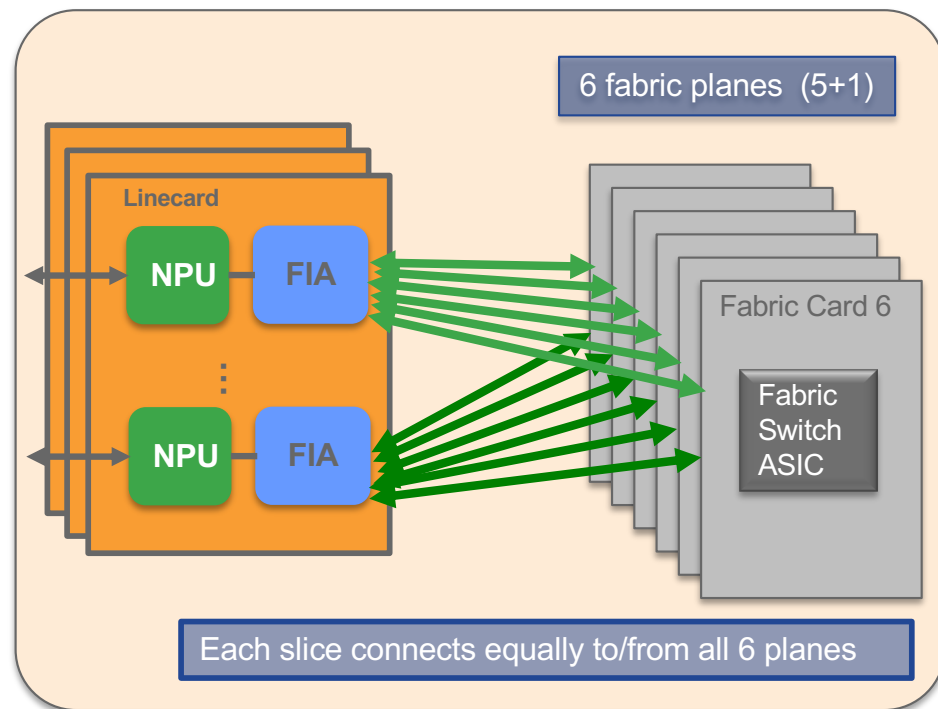 6 fabric planes (5+1)
Linecard
NPU
FIA
Fabric Card 6
Fabric
Switch
ASIC
NPU
FIA
Each slice connects equally to/from all 6 planes